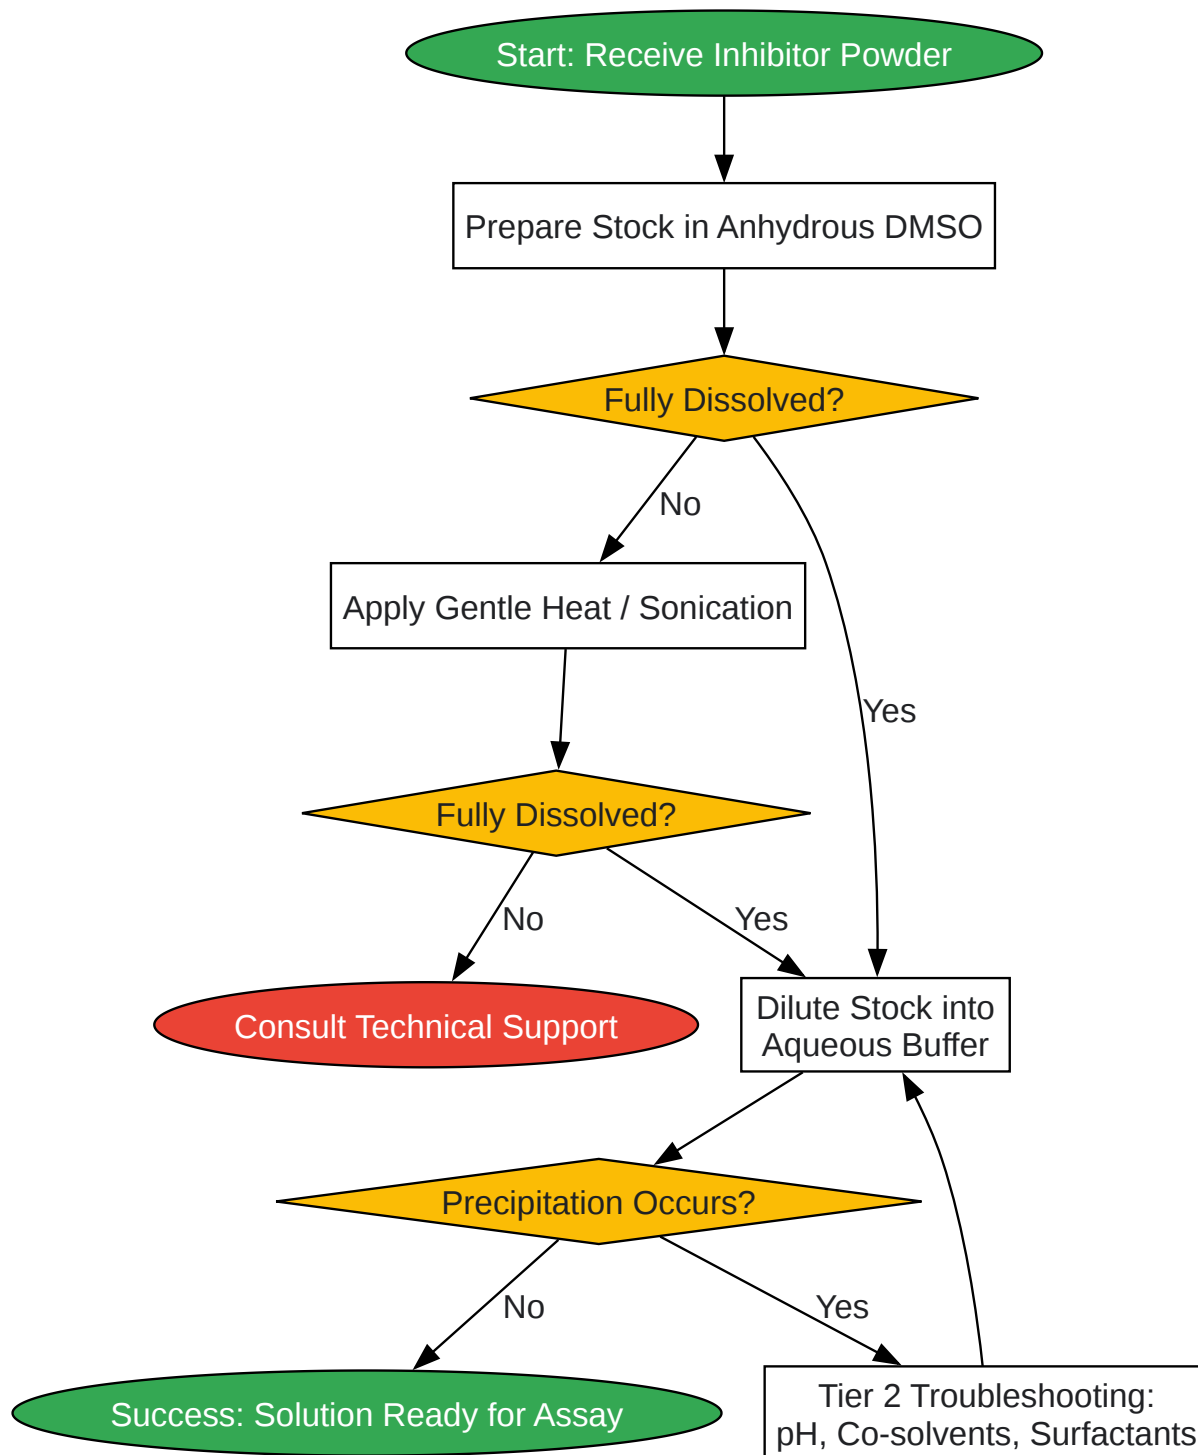 Start: Receive Inhibitor Powder
Prepare Stock in Anhydrous DMSO
Fully Dissolved?
No
Apply Gentle Heat / Sonication
Yes
Fully Dissolved?
No
Yes
Consult Technical Support
Dilute Stock into
Aqueous Buffer
Precipitation Occurs?
No
Yes
Success: Solution Ready for Assay
Tier 2 Troubleshooting:
pH, Co-solvents, Surfactants